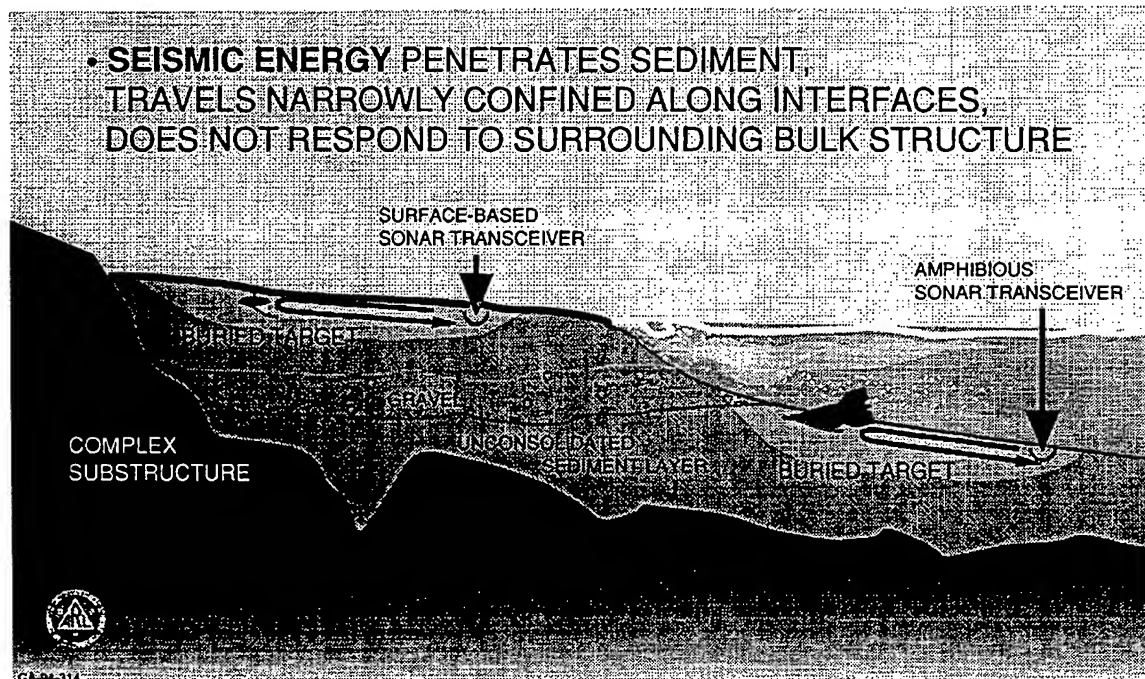 • SEISMIC ENERGY PENETRATES SEDIMENT,
TRAVELS NARROWLY CONFINED ALONG INTERFACES,
DOES NOT RESPOND TO SURROUNDING BULK STRUCTURE
SURFACE-BASED
SONAR TRANSCEIVER
AMPHIBIOUS
SONAR TRANSCEIVER
BURIED TARGET
GRAVEL
COMPLEX
SUBSTRUCTURE
UNCONSOLIDATED
SEDIMENT LAYER
BURIED TARGET